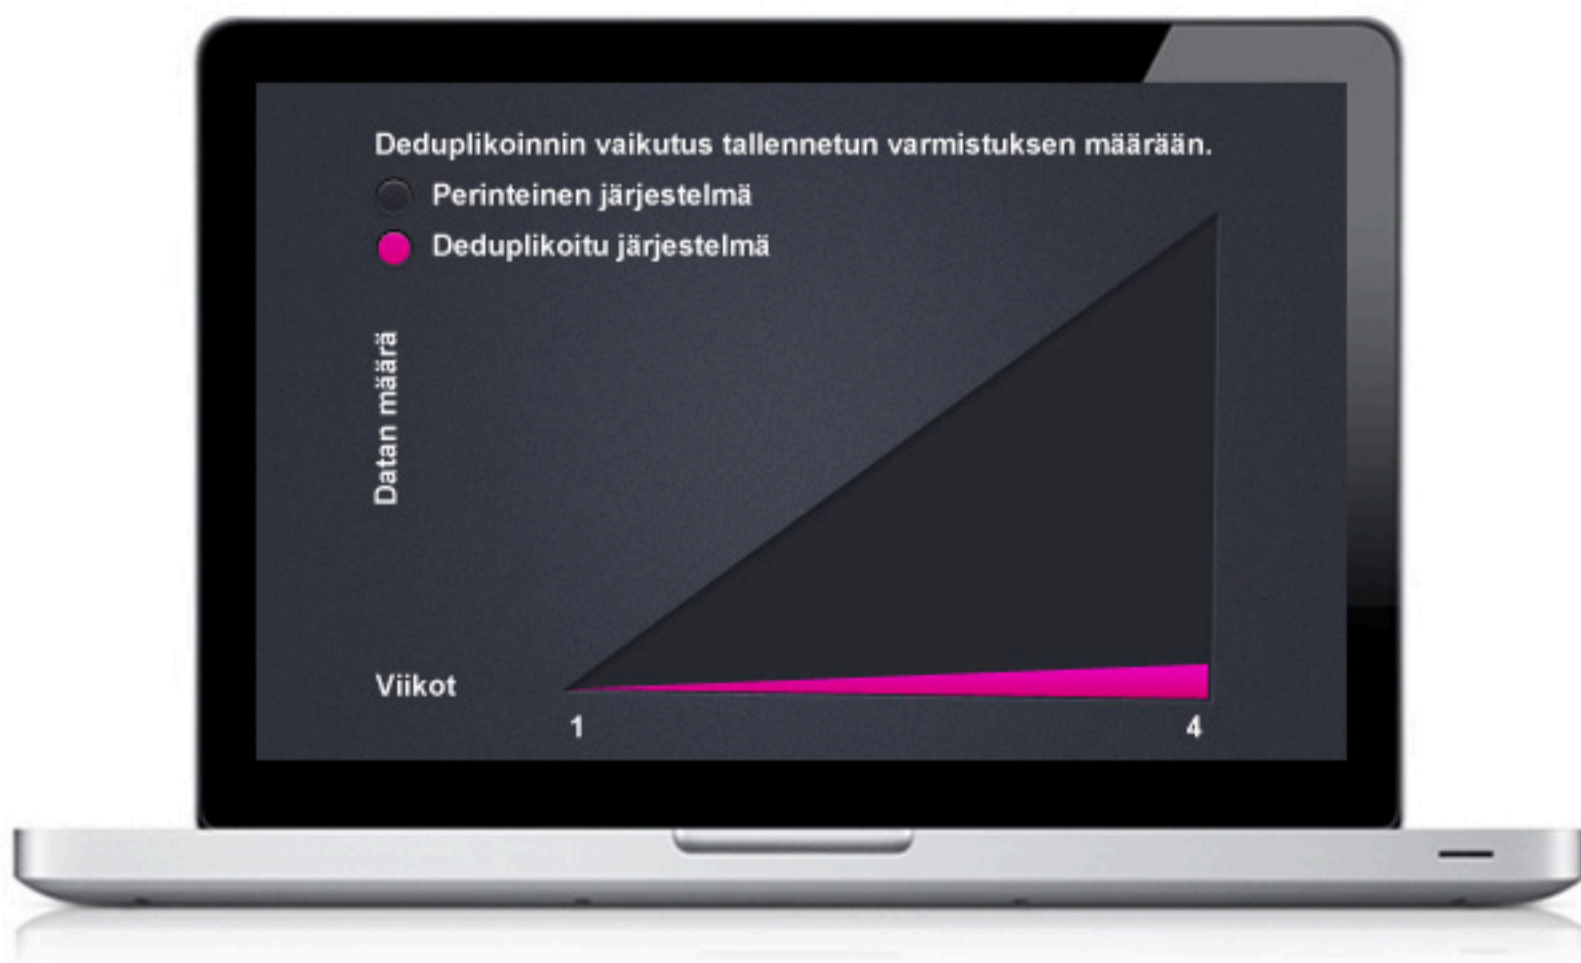 Deduplikoinnin vaikutus tallennetun varmistuksen määrään.
Perinteinen järjestelmä
Deduplikoitu järjestelmä
Datan määrä
Viikot
1
4